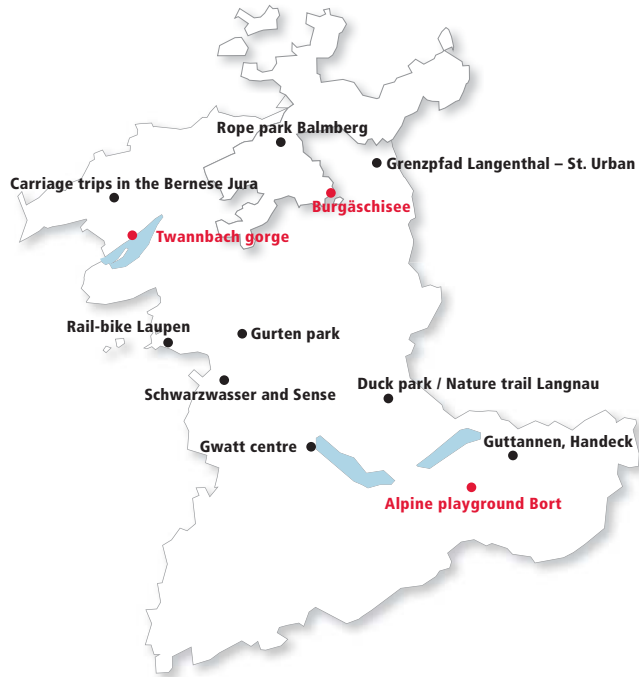 Rope park Balmberg
Grenzpfad Langenthal – St. Urban
Carriage trips in the Bernese Jura
Burgäschisee
Twannbach gorge
Rail-bike Laupen
Gurten park
Schwarzwasser and Sense
Duck park / Nature trail Langnau
Gwatt centre
Guttannen, Handeck
Alpine playground Bort